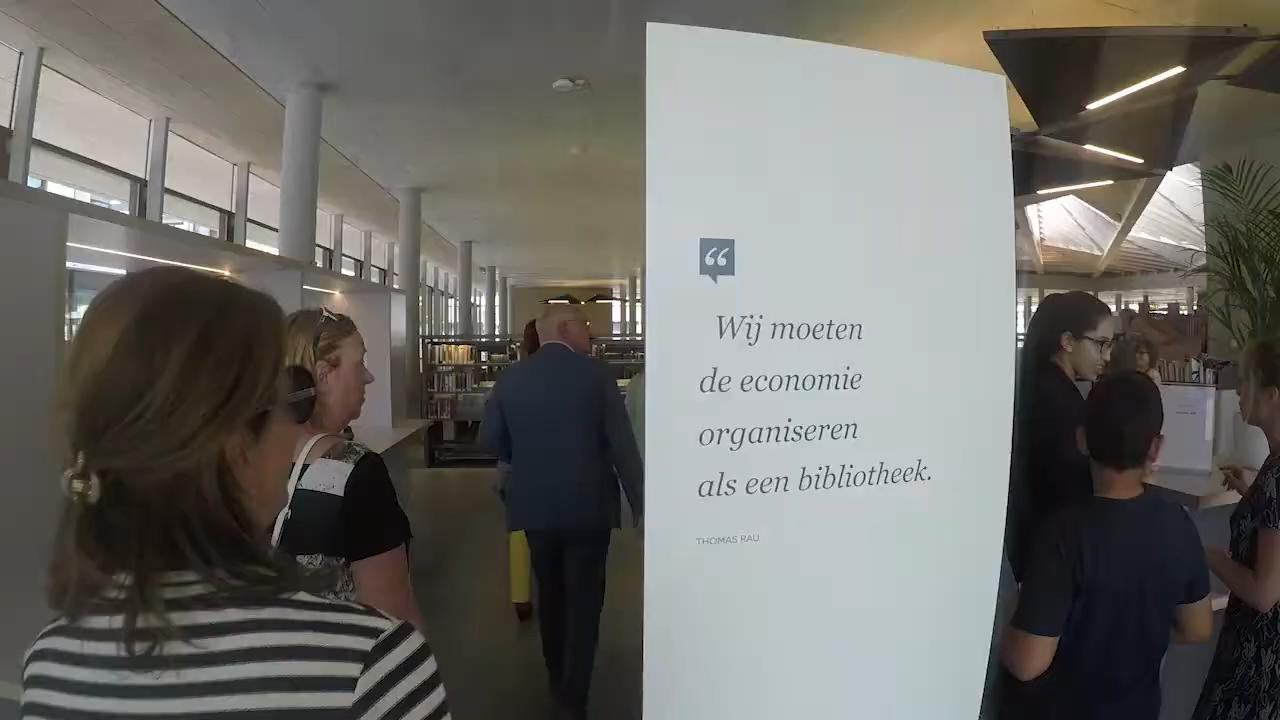 “
Wij moeten
de economie
organiseren
als een bibliotheek.
THOMAS RAU